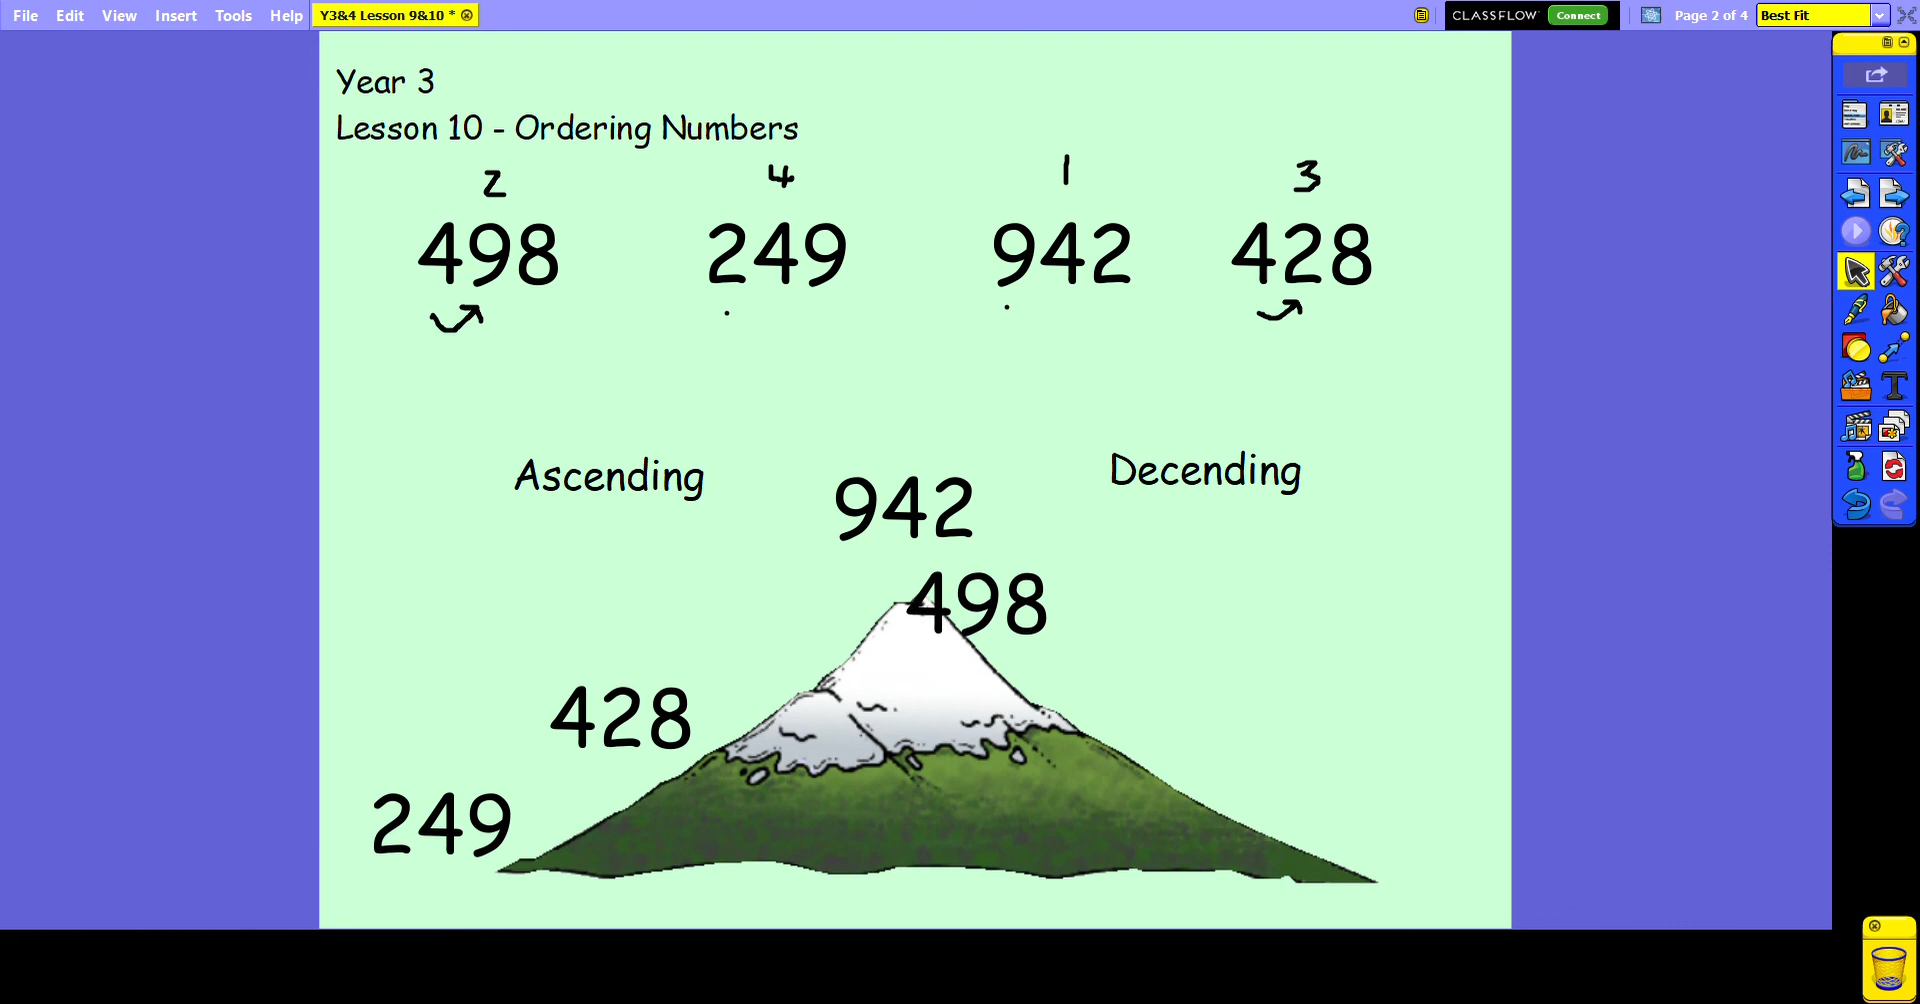 File Edit View Insert Tools Help Y3&4 Lesson 9&10 * CLASSFLOW Connect Page 2 of 4 Best Fit
Year 3
Lesson 10 - Ordering Numbers
2 4 1 3
498 249 942 428
Ascending Decending
942
498
428
249